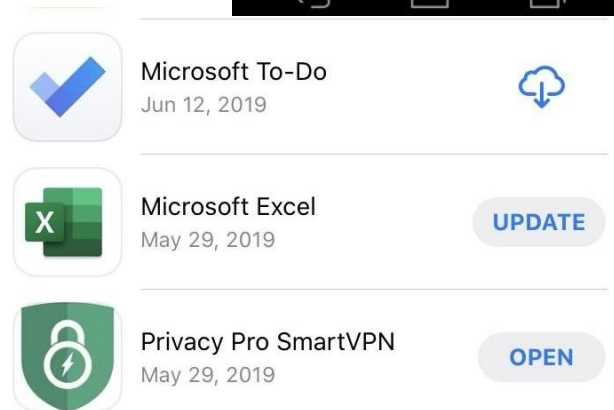 Microsoft To-Do
Jun 12, 2019
X
Microsoft Excel
May 29, 2019
UPDATE
Privacy Pro SmartVPN
May 29, 2019
OPEN